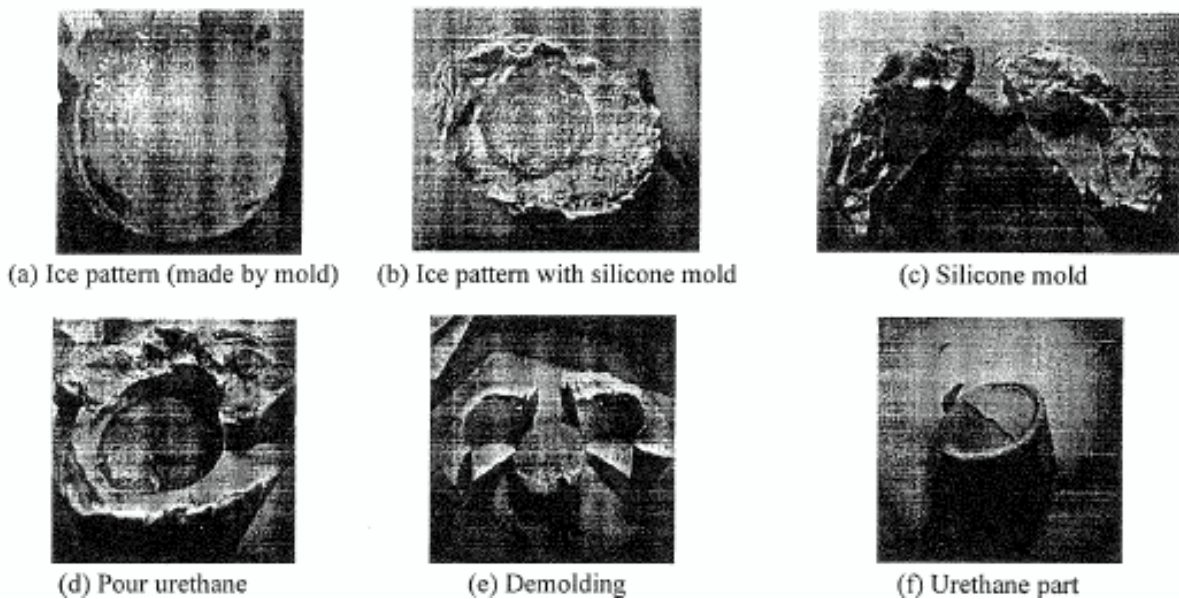 (a) Ice pattern (made by mold)
(b) Ice pattern with silicone mold
(c) Silicone mold
(d) Pour urethane
(e) Demolding
(f) Urethane part